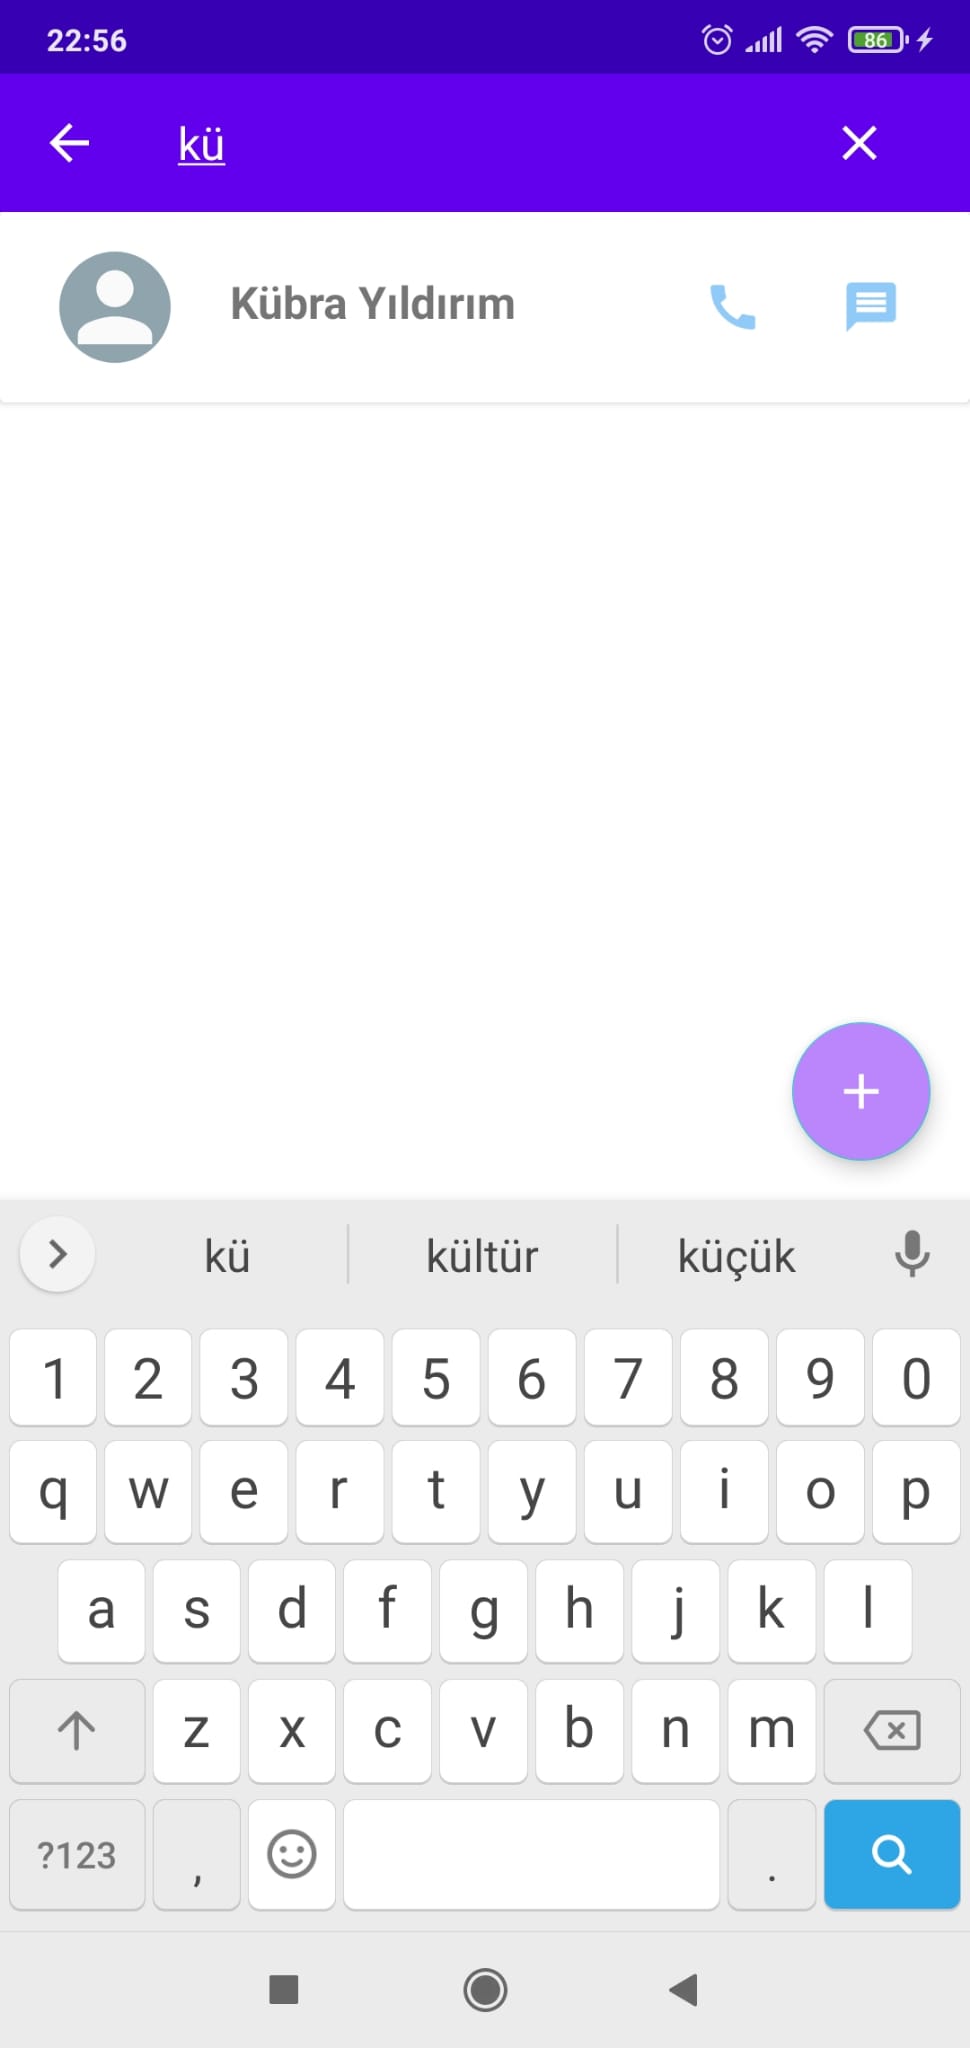 22:56 86
kü
Kübra Yıldırım
kü kültür küçük
1 2 3 4 5 6 7 8 9 0
q w e r t y u i o p
a s d f g h j k l
z x c v b n m
?123 , .